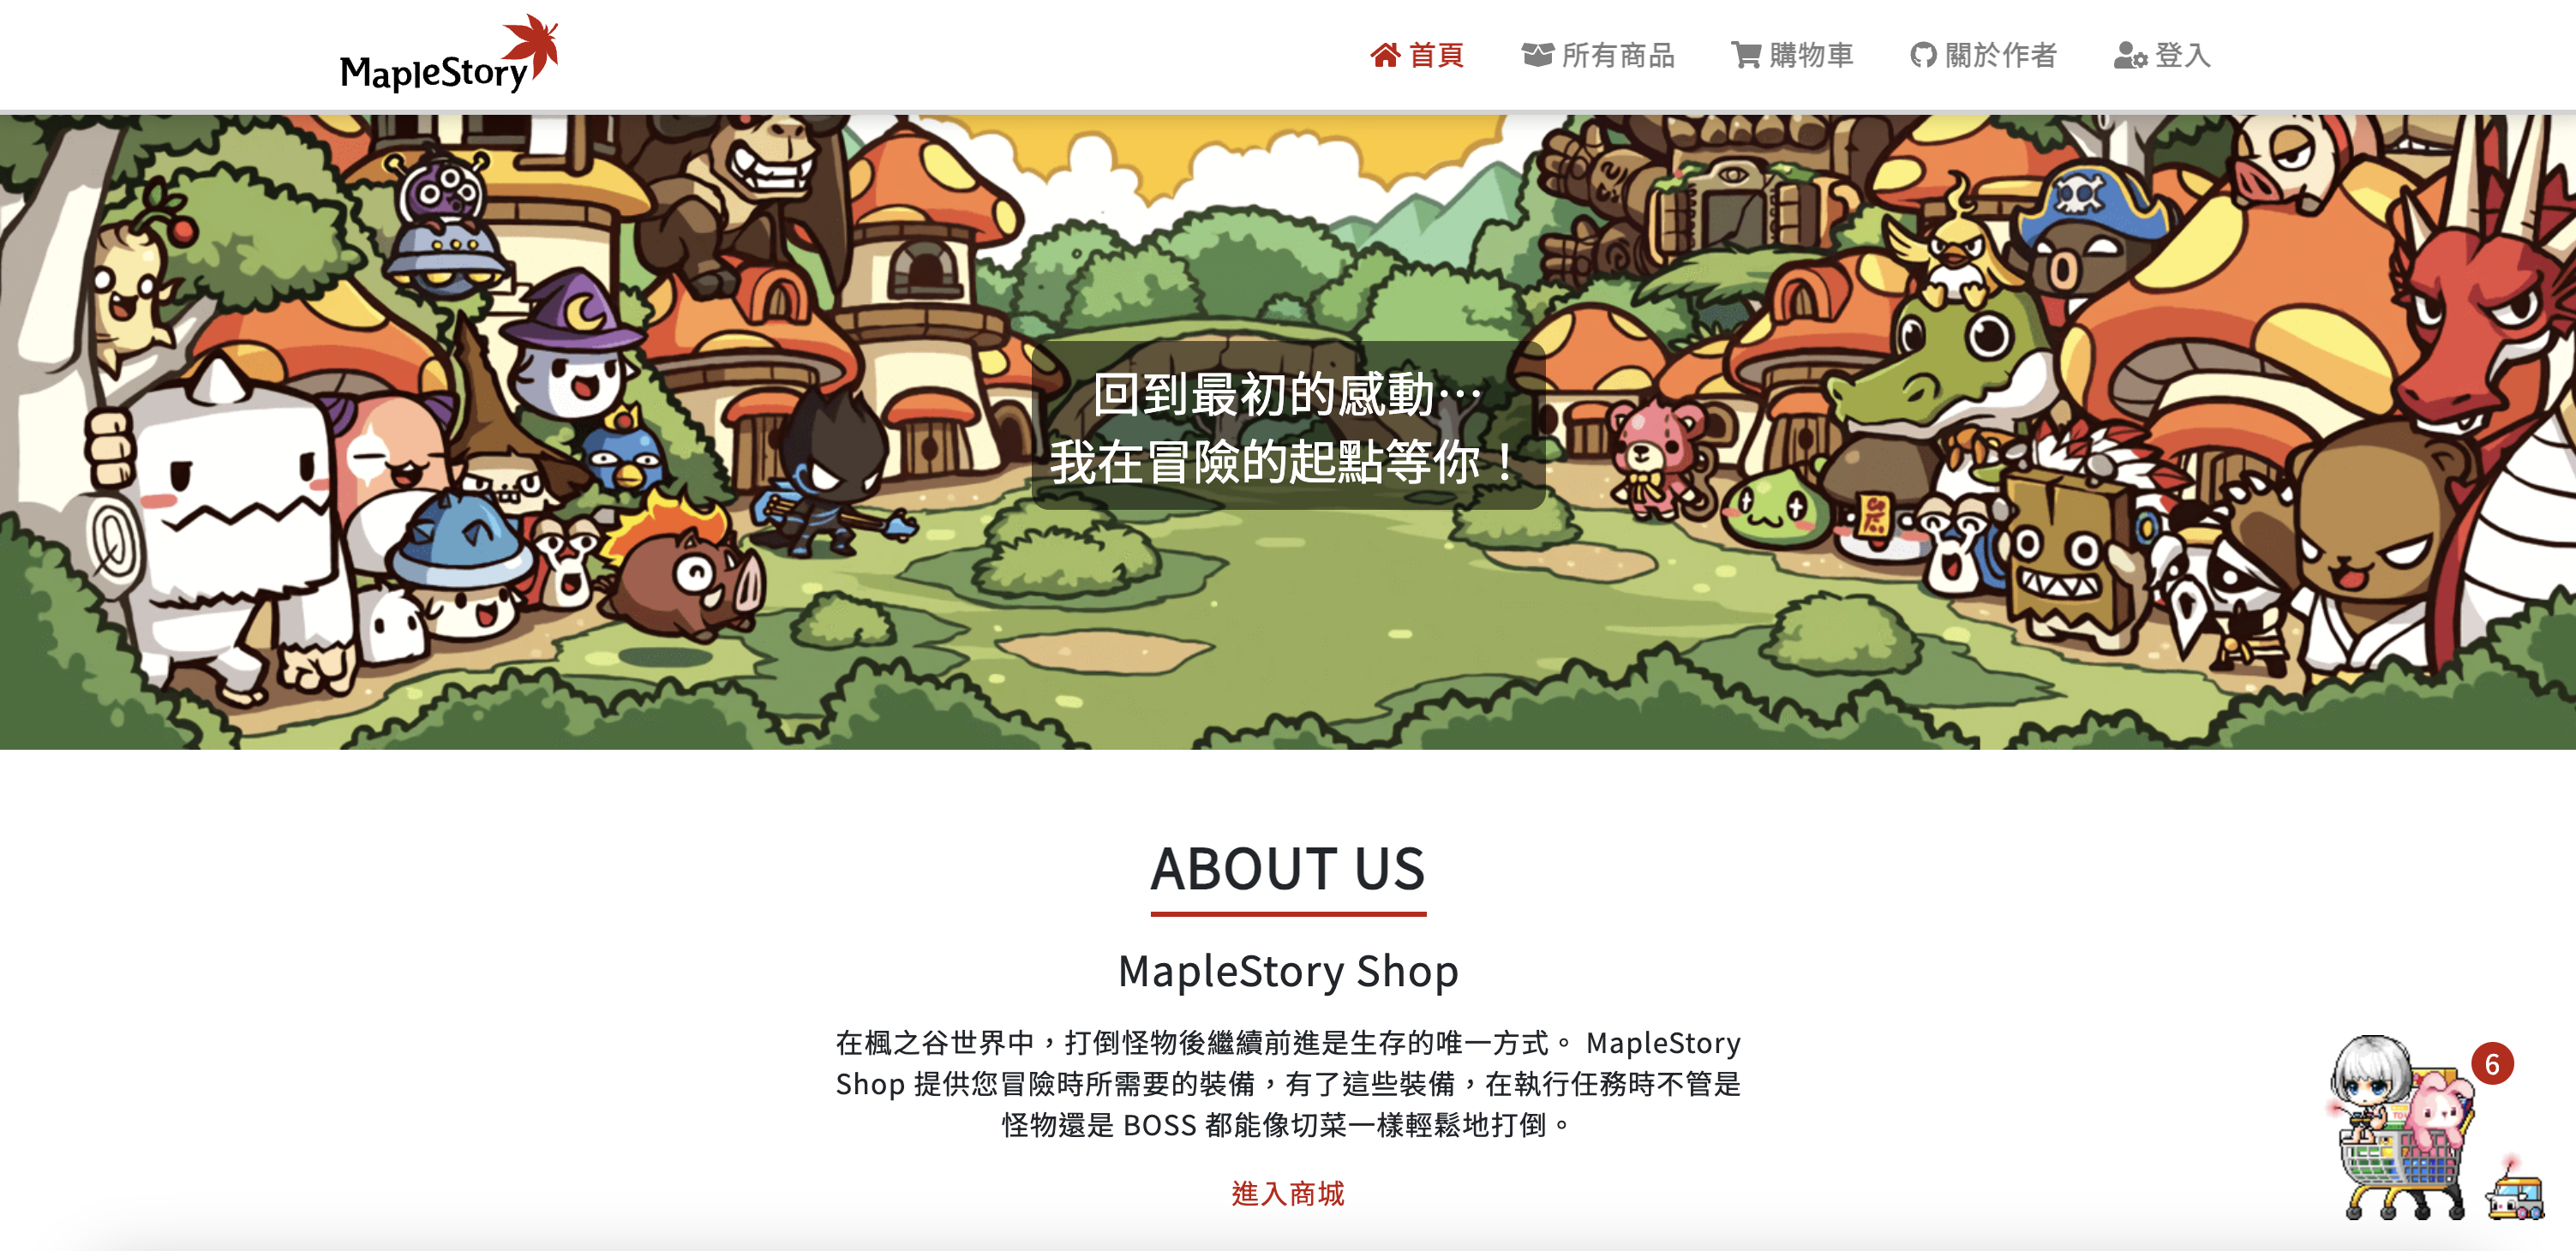 MapleStory
首頁 所有商品 購物車 關於作者 登入
回到最初的感動⋯
我在冒險的起點等你！
ABOUT US
MapleStory Shop
在楓之谷世界中，打倒怪物後繼續前進是生存的唯一方式。 MapleStory
Shop 提供您冒險時所需要的裝備，有了這些裝備，在執行任務時不管是
怪物還是 BOSS 都能像切菜一樣輕鬆地打倒。
6
進入商城